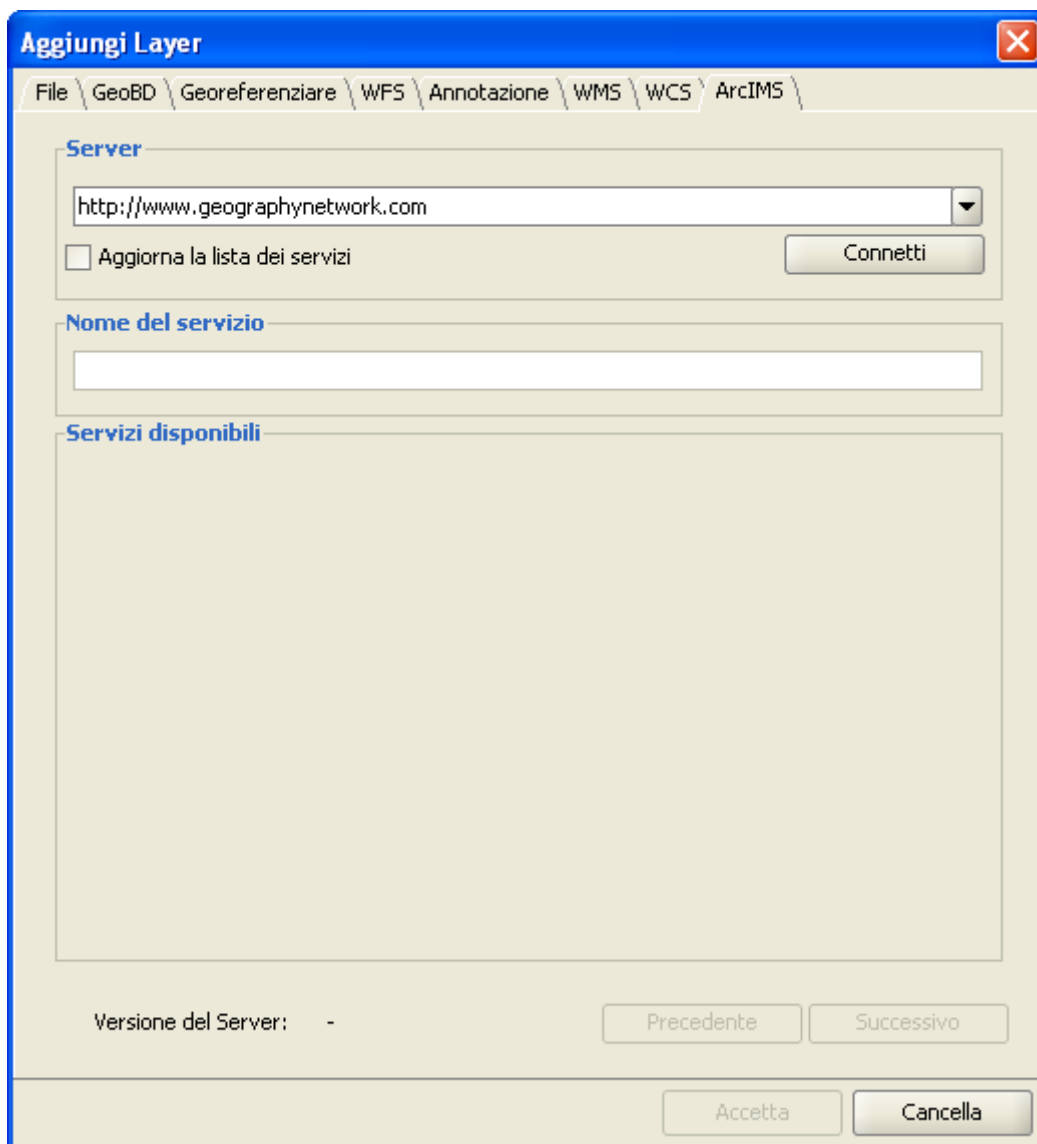 Aggiungi Layer
File GeoBD Georeferenziare WFS Annotazione WMS WCS ArcIMS
Server
http://www.geographynetwork.com
Aggiorna la lista dei servizi Connetti
Nome del servizio
Servizi disponibili
Versione del Server: - Precedente Successivo
Accetta Cancella